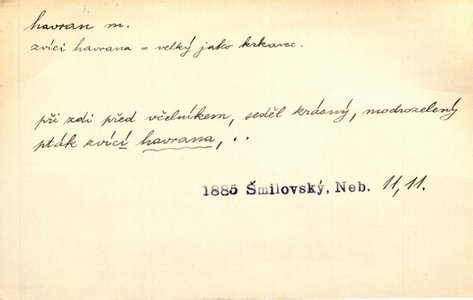 havran m.
zvíci havrana = velký jako krkavec.
při zdi před včelníkem, seděl krásný, modrozelený
pták zvící havrana, . .
1885 Šmilovský, Neb. 11, 11.